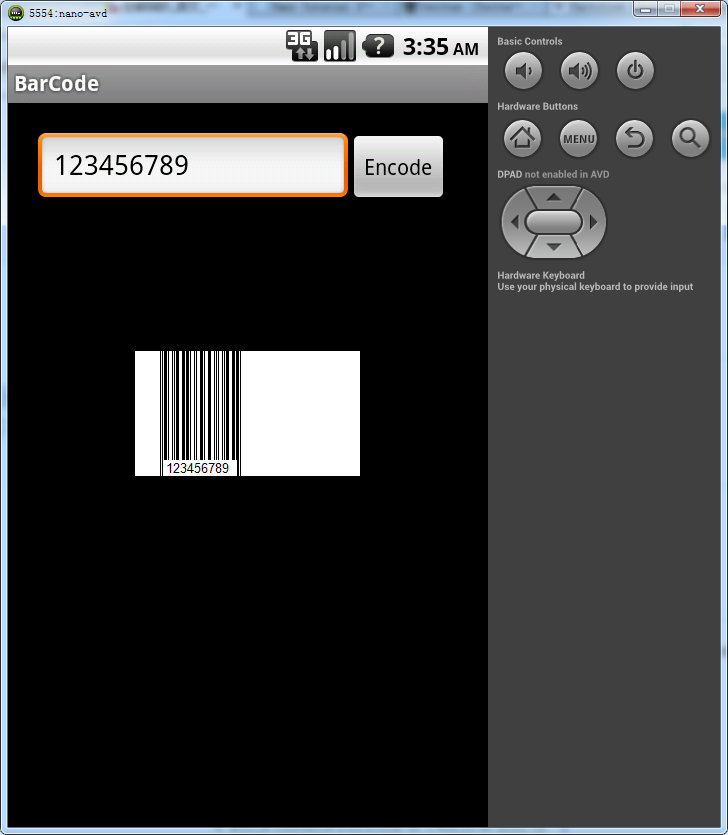 5554:nano-avd
3G ? 3:35 AM
BarCode
123456789
Encode
123456789
Basic Controls
Hardware Buttons
MENU
DPAD not enabled in AVD
Hardware Keyboard
Use your physical keyboard to provide input